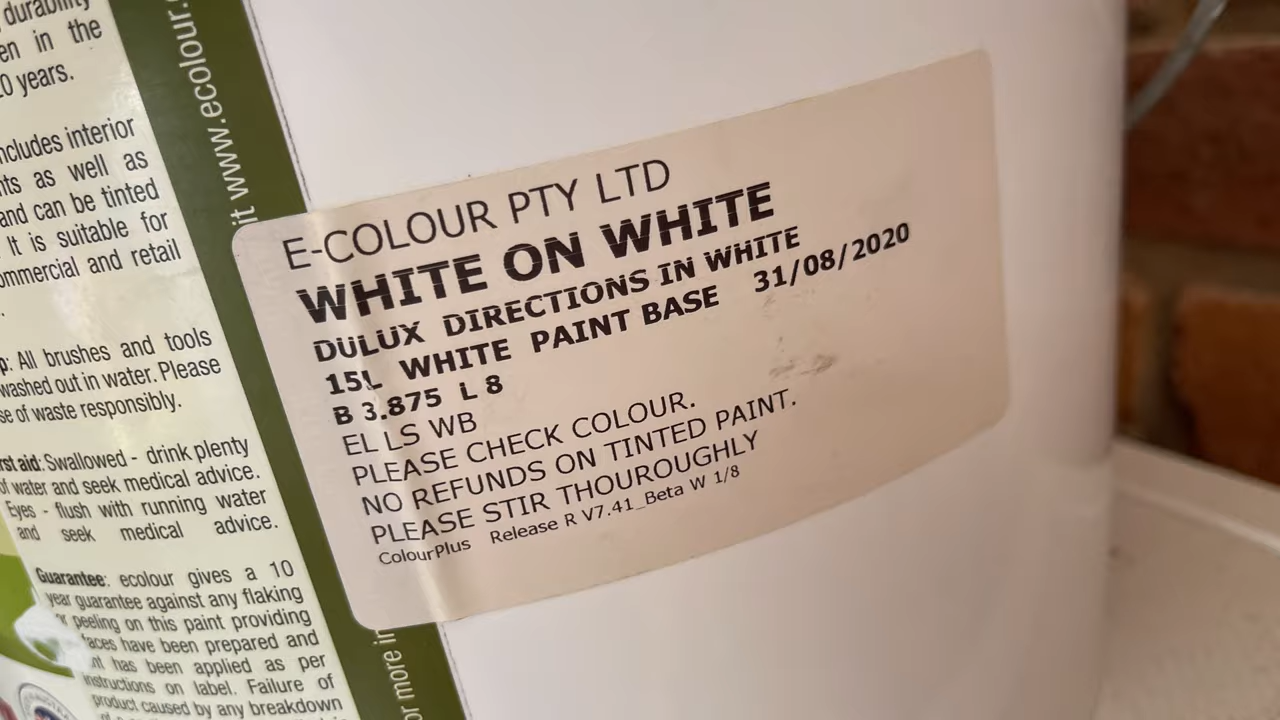 durability
en in the
0 years.
ncludes interior
nts as well as
and can be tinted
It is suitable for
ommercial and retail
.
p: All brushes and tools
washed out in water. Please
se of waste responsibly.
rst aid: Swallowed - drink plenty
of water and seek medical advice.
Eyes - flush with running water
and seek medical advice.
Guarantee: ecolour gives a 10
year guarantee against any flaking
or peeling on this paint providing
faces have been prepared and
nt has been applied as per
instructions on label. Failure of
product caused by any breakdown
it www.ecolour.
or more in
E-COLOUR PTY LTD
WHITE ON WHITE
DULUX DIRECTIONS IN WHITE
15L WHITE PAINT BASE 31/08/2020
B 3.875 L 8
EL LS WB
PLEASE CHECK COLOUR.
NO REFUNDS ON TINTED PAINT.
PLEASE STIR THOUROUGHLY
ColourPlus Release R V7.41_Beta W 1/8